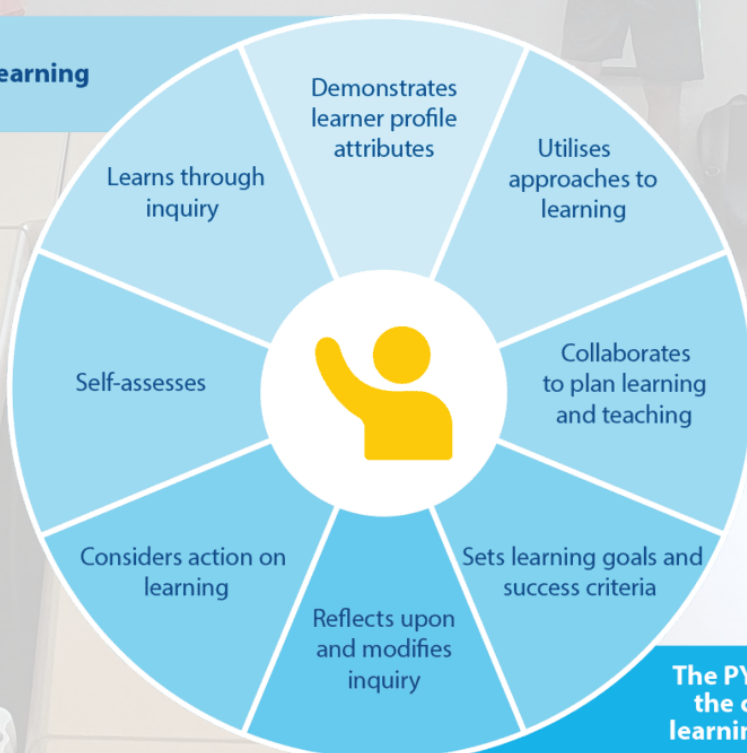 earning
Demonstrates
learner profile
attributes
Utilises
approaches to
learning
Collaborates
to plan learning
and teaching
Sets learning goals and
success criteria
Reflects upon
and modifies
inquiry
Considers action on
learning
Self-assesses
Learns through
inquiry
The PY
the
learnin